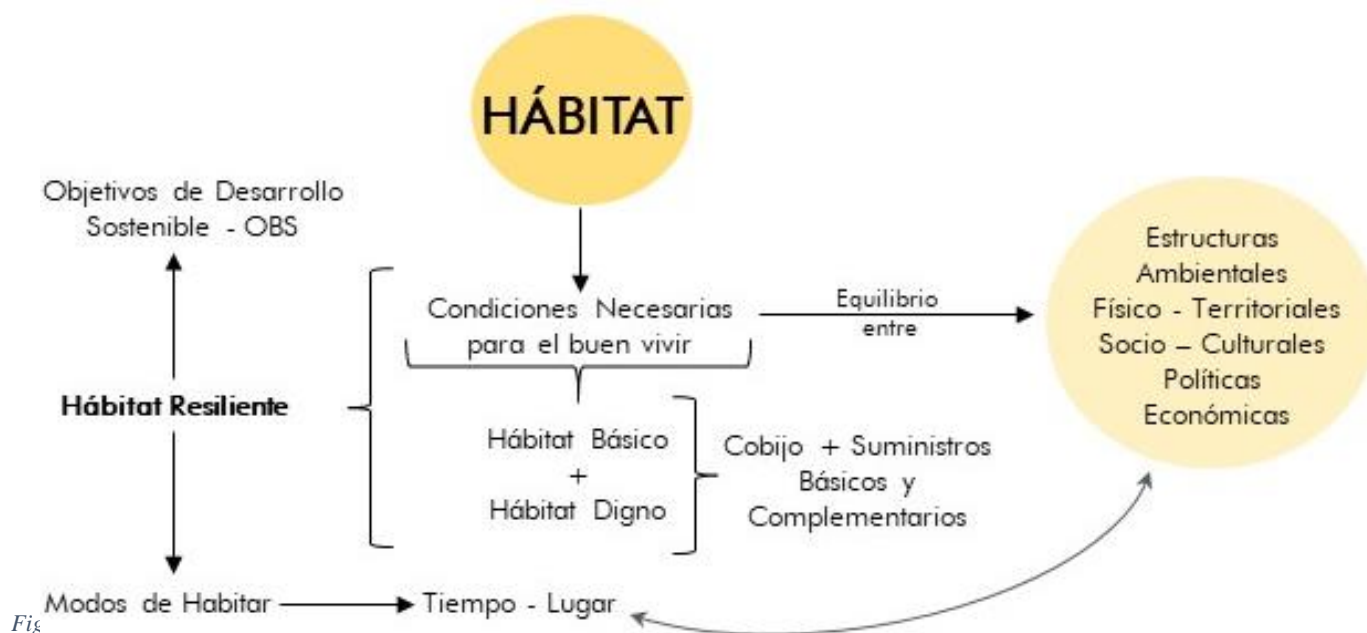 HÁBITAT
Objetivos de Desarrollo
Sostenible - OBS
Condiciones Necesarias
para el buen vivir
Equilibrio
entre
Estructuras
Ambientales
Físico - Territoriales
Socio – Culturales
Políticas
Económicas
Hábitat Resiliente
Hábitat Básico
+
Hábitat Digno
Cobijo + Suministros
Básicos y
Complementarios
Modos de Habitar
Tiempo - Lugar